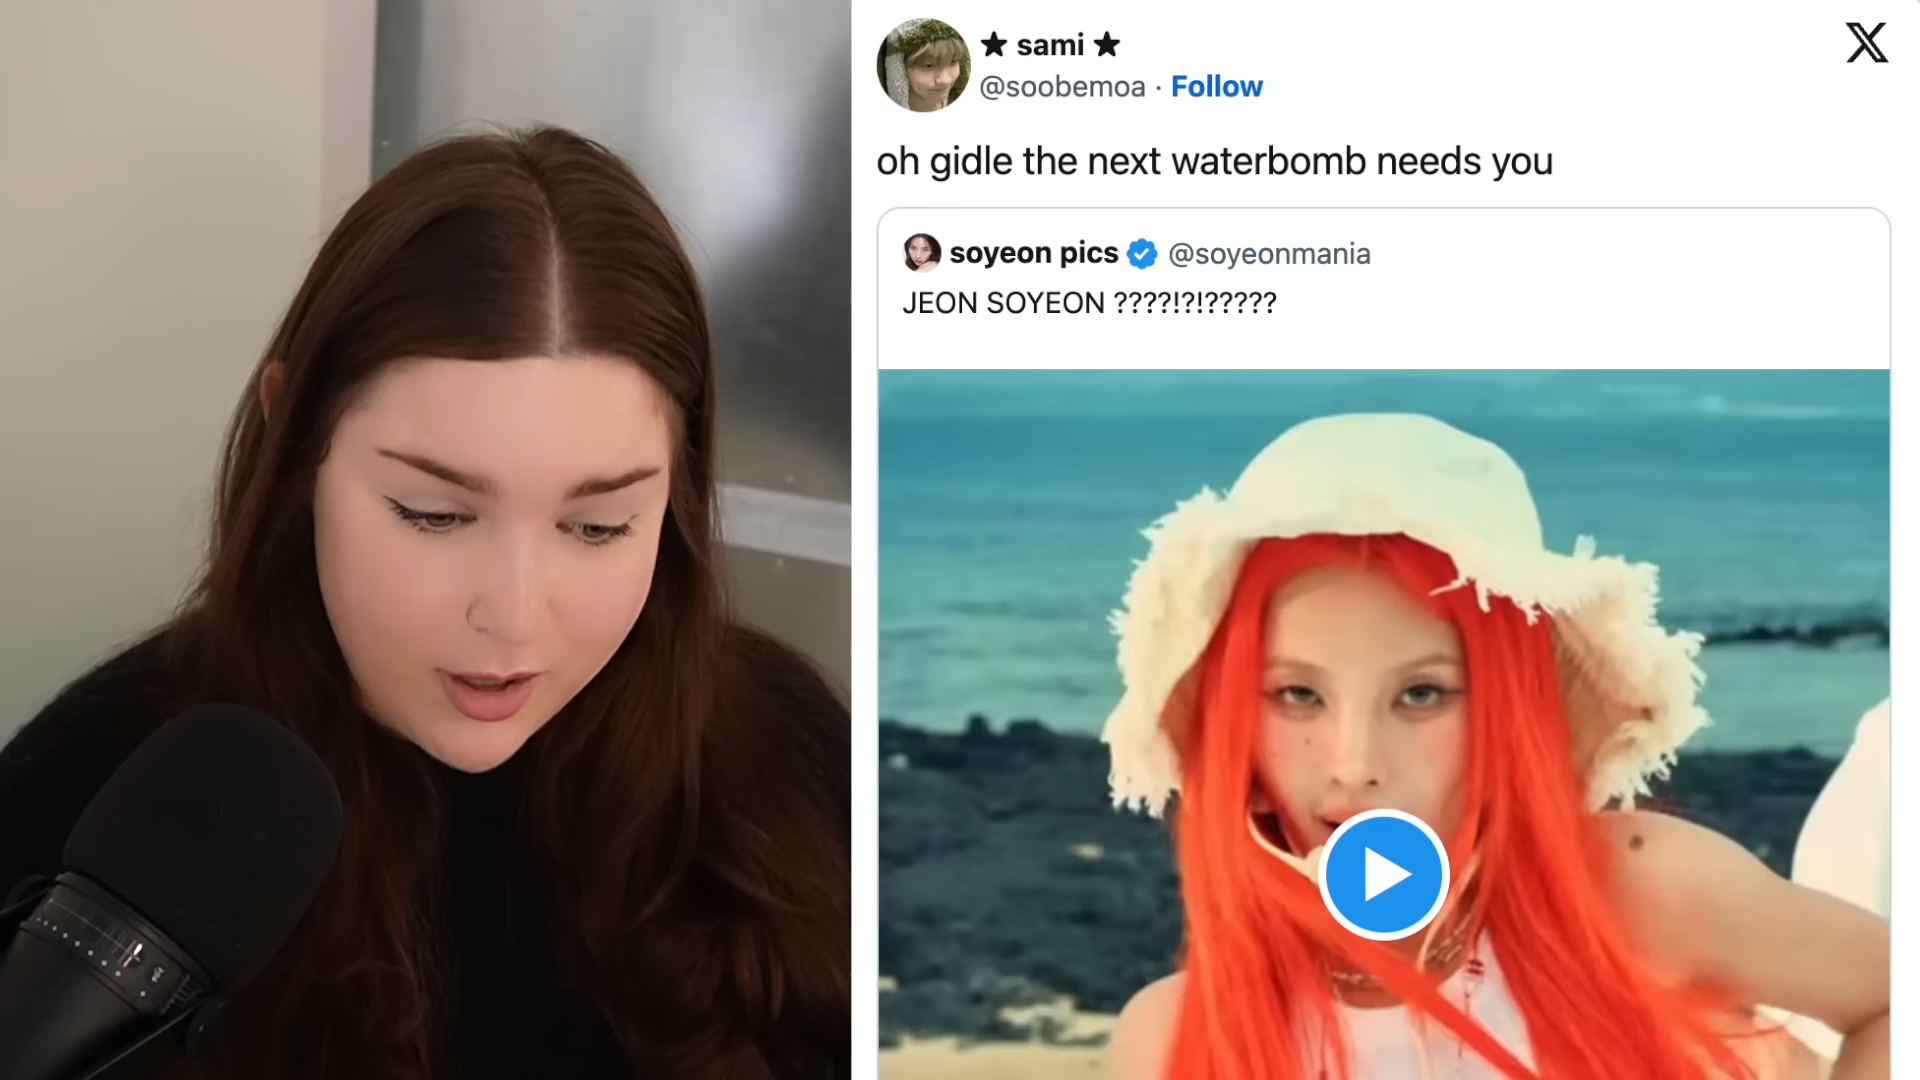 ★ sami ★
@soobemoa · Follow
oh gidle the next waterbomb needs you
soyeon pics @soyeonmania
JEON SOYEON ????!?!?????